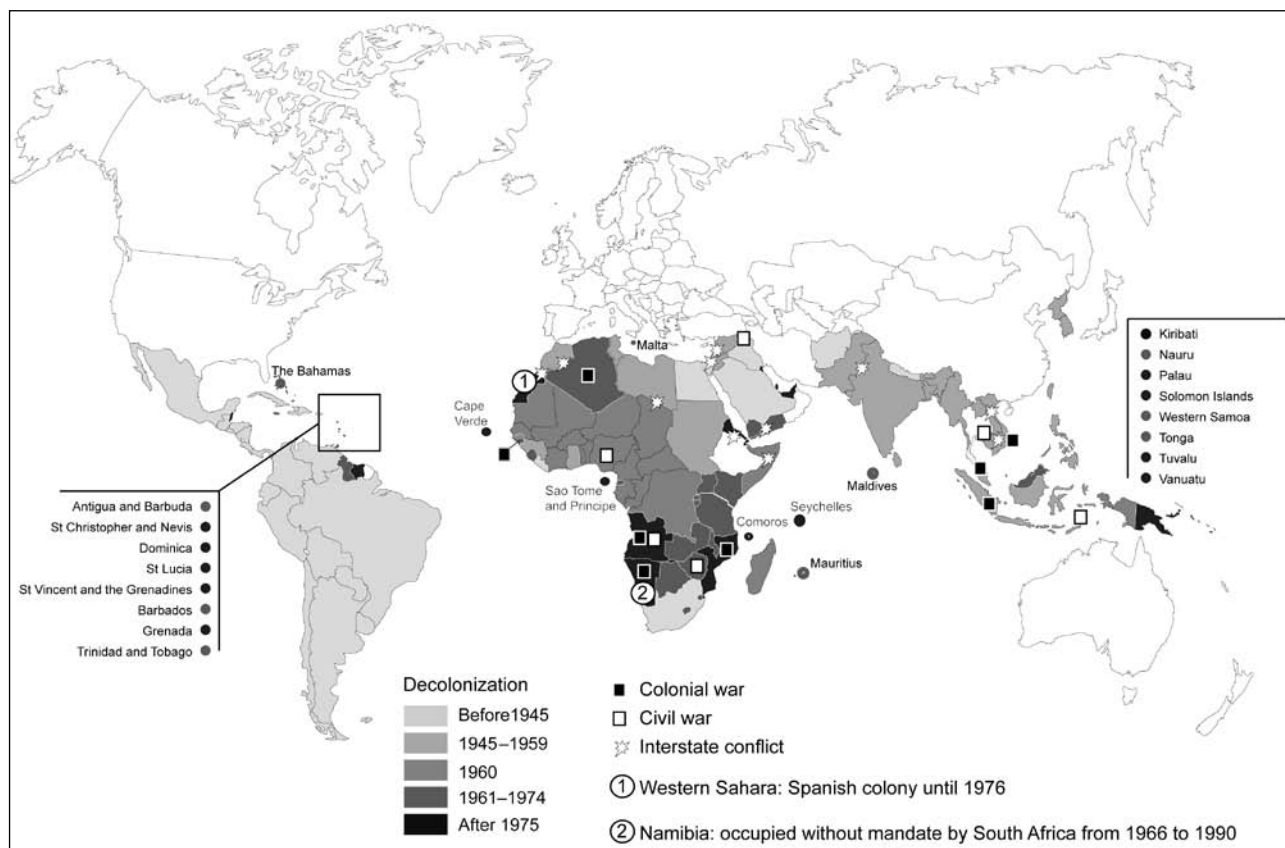 The Bahamas
Malta
1
Cape
Verde
Sao Tome
and Principe
Seychelles
Comoros
Mauritius
Maldives
2
Kiribati
Nauru
Palau
Solomon Islands
Western Samoa
Tonga
Tuvalu
Vanuatu
Antigua and Barbuda
St Christopher and Nevis
Dominica
St Lucia
St Vincent and the Grenadines
Barbados
Grenada
Trinidad and Tobago
Decolonization
Before1945
1945–1959
1960
1961–1974
After 1975
Colonial war
Civil war
Interstate conflict
1 Western Sahara: Spanish colony until 1976
2 Namibia: occupied without mandate by South Africa from 1966 to 1990